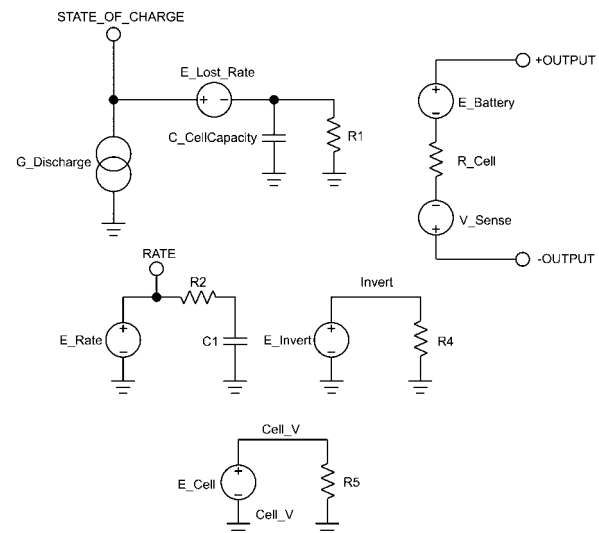 STATE_OF_CHARGE
E_Lost_Rate
+ −
C_CellCapacity
R1
G_Discharge
+OUTPUT
+
E_Battery
−
R_Cell
−
V_Sense
+
-OUTPUT
RATE
R2
E_Rate
+
−
C1
Invert
E_Invert
+
−
R4
Cell_V
E_Cell
+
−
R5
Cell_V